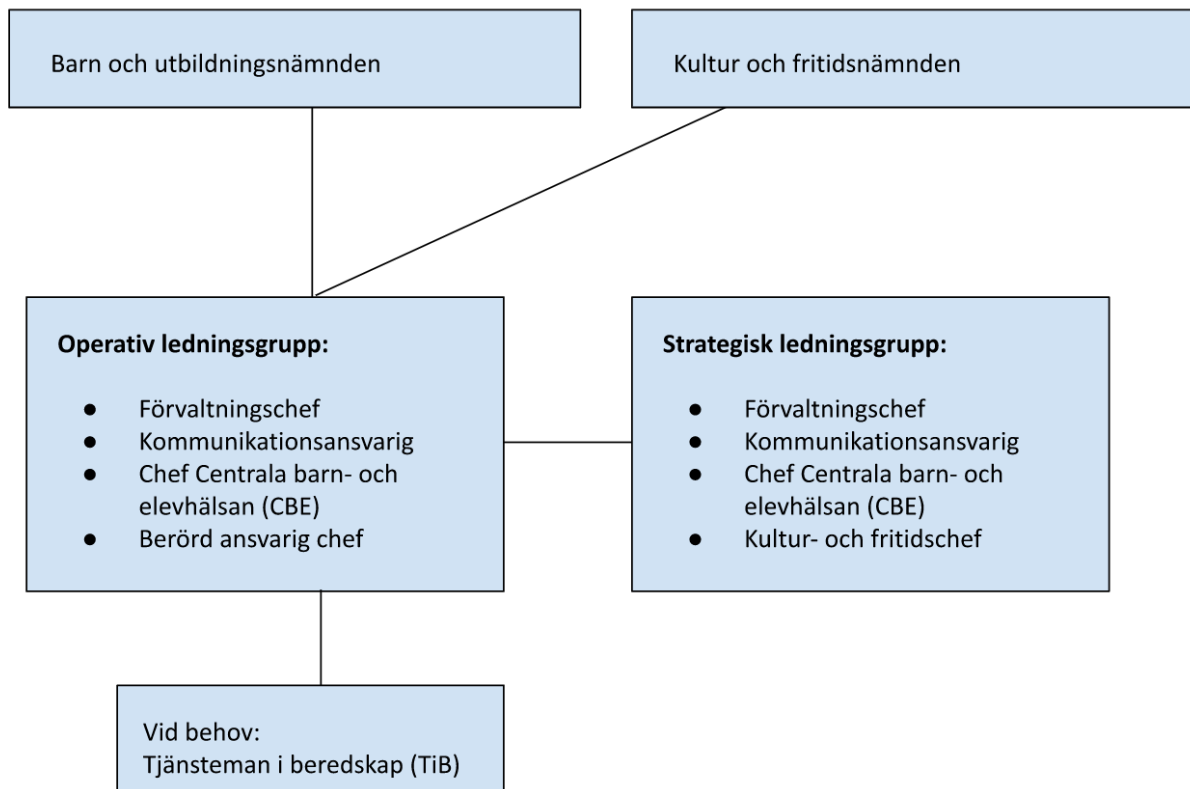 Barn och utbildningsnämnden
Kultur och fritidsnämnden
Operativ ledningsgrupp:
● Förvaltningschef
● Kommunikationsansvarig
● Chef Centrala barn- och
elevhälsan (CBE)
● Berörd ansvarig chef
Strategisk ledningsgrupp:
● Förvaltningschef
● Kommunikationsansvarig
● Chef Centrala barn- och
elevhälsan (CBE)
● Kultur- och fritidschef
Vid behov:
Tjänsteman i beredskap (TiB)